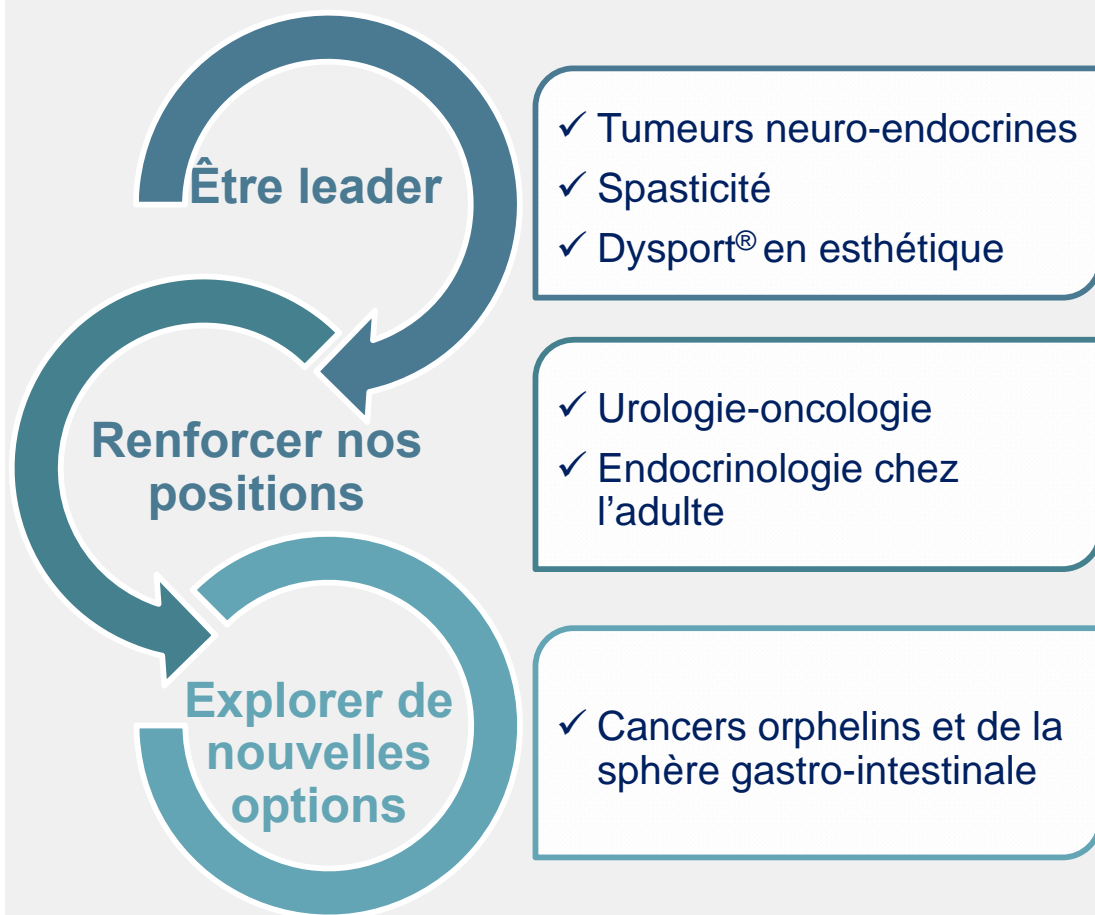 Être leader
✓ Tumeurs neuro-endocrines
✓ Spasticité
✓ Dysport® en esthétique
Renforcer nos
positions
✓ Urologie-oncologie
✓ Endocrinologie chez
l’adulte
Explorer de
nouvelles
options
✓ Cancers orphelins et de la
sphère gastro-intestinale